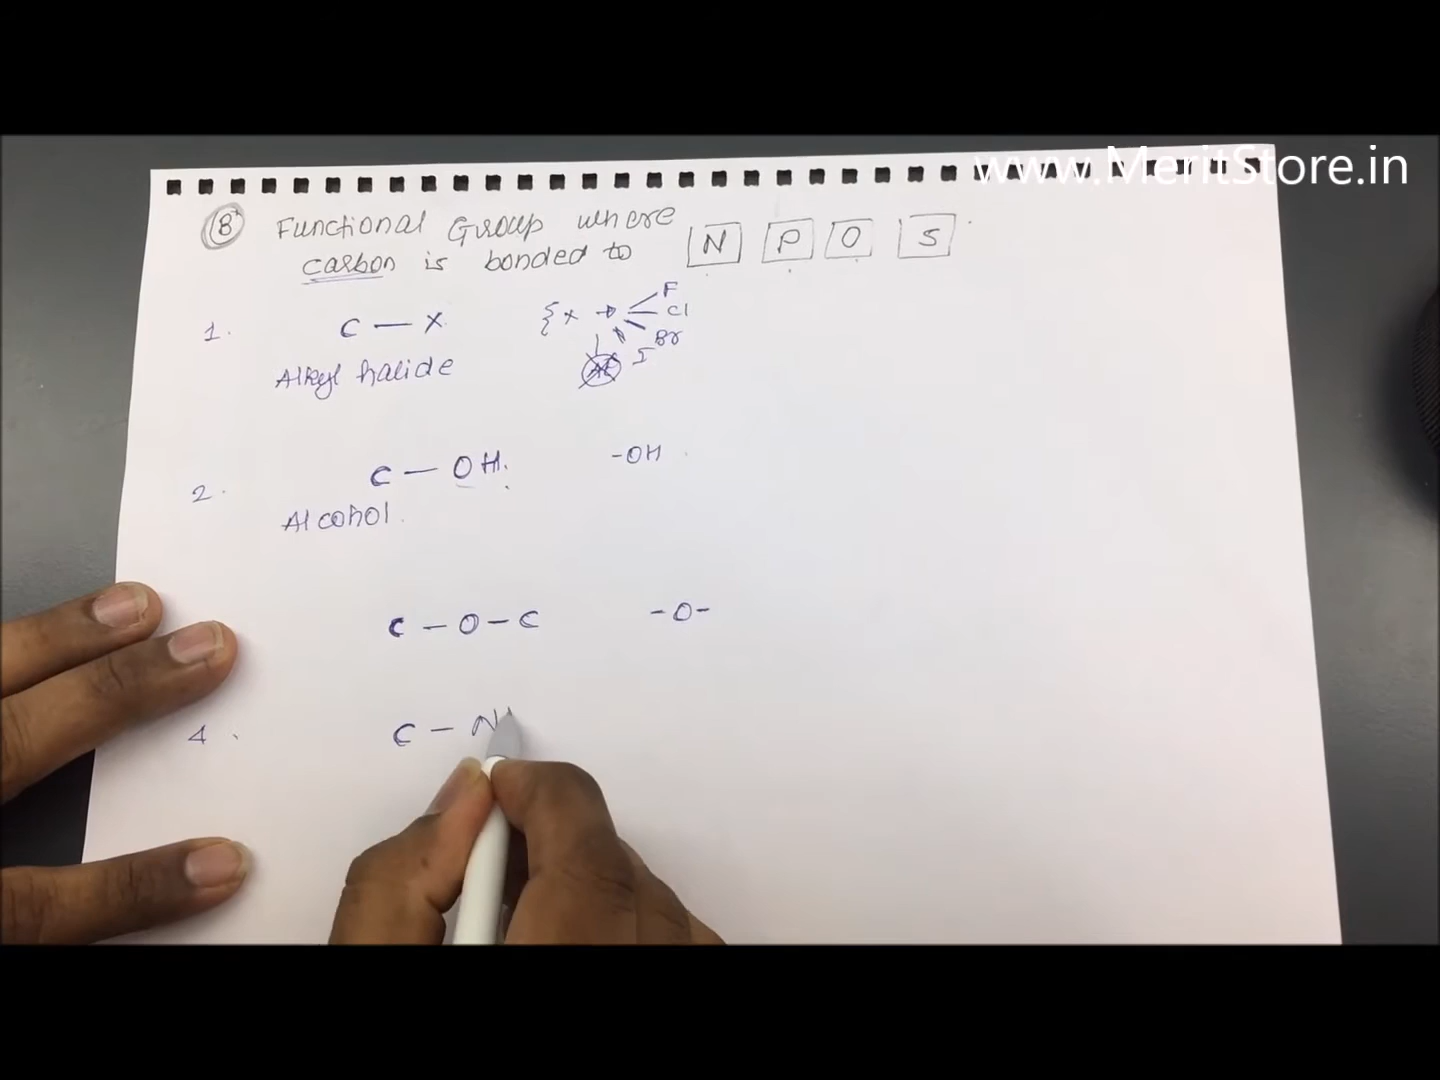 www.MeritStore.in
B Functional Group where
carbon is bonded to N P O S
1. C — X { X → F
Cl
Br
I
Alkyl halide At
2. C — OH. -OH
Alcohol.
C — O — C -O-
4. C — N